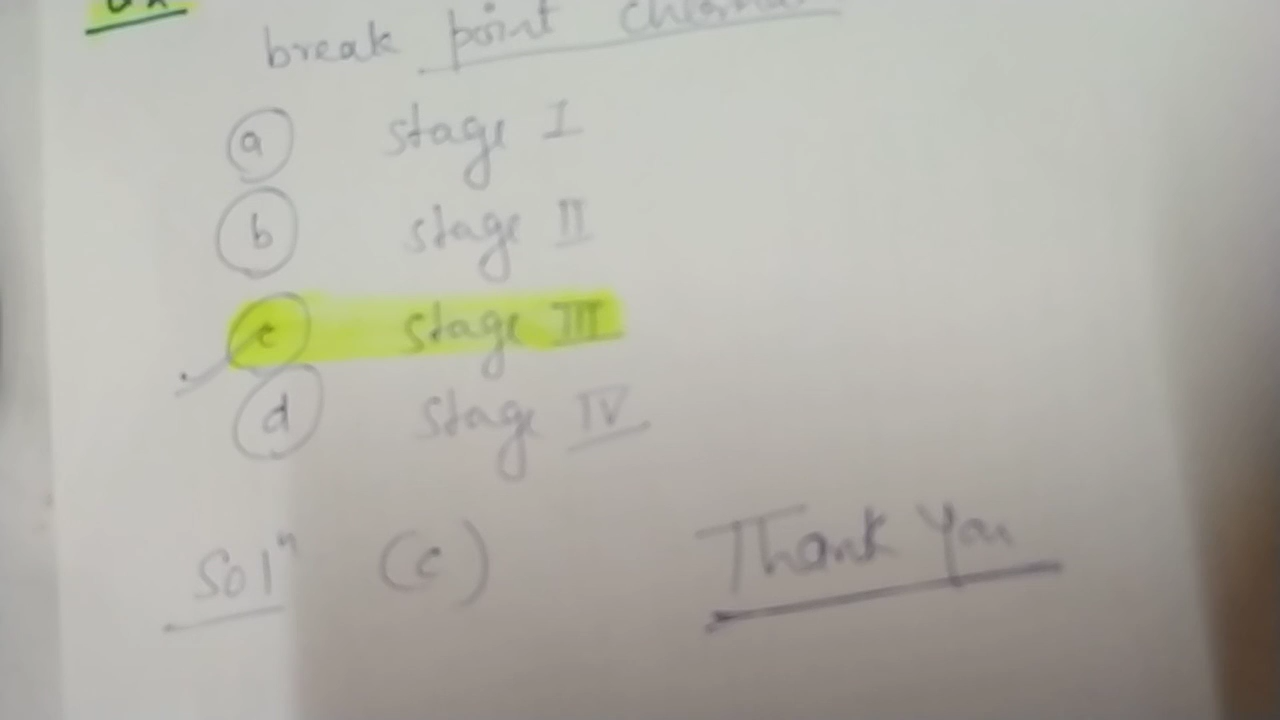 break point
a stage I
b stage II
c stage III
d stage IV
Solⁿ (c) Thank You